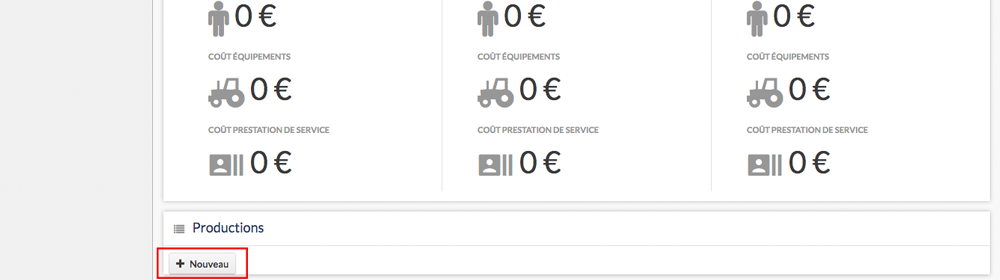 0 € 0 € 0 €
COÛT ÉQUIPEMENTS COÛT ÉQUIPEMENTS COÛT ÉQUIPEMENTS
0 € 0 € 0 €
COÛT PRESTATION DE SERVICE COÛT PRESTATION DE SERVICE COÛT PRESTATION DE SERVICE
0 € 0 € 0 €
Productions
+ Nouveau